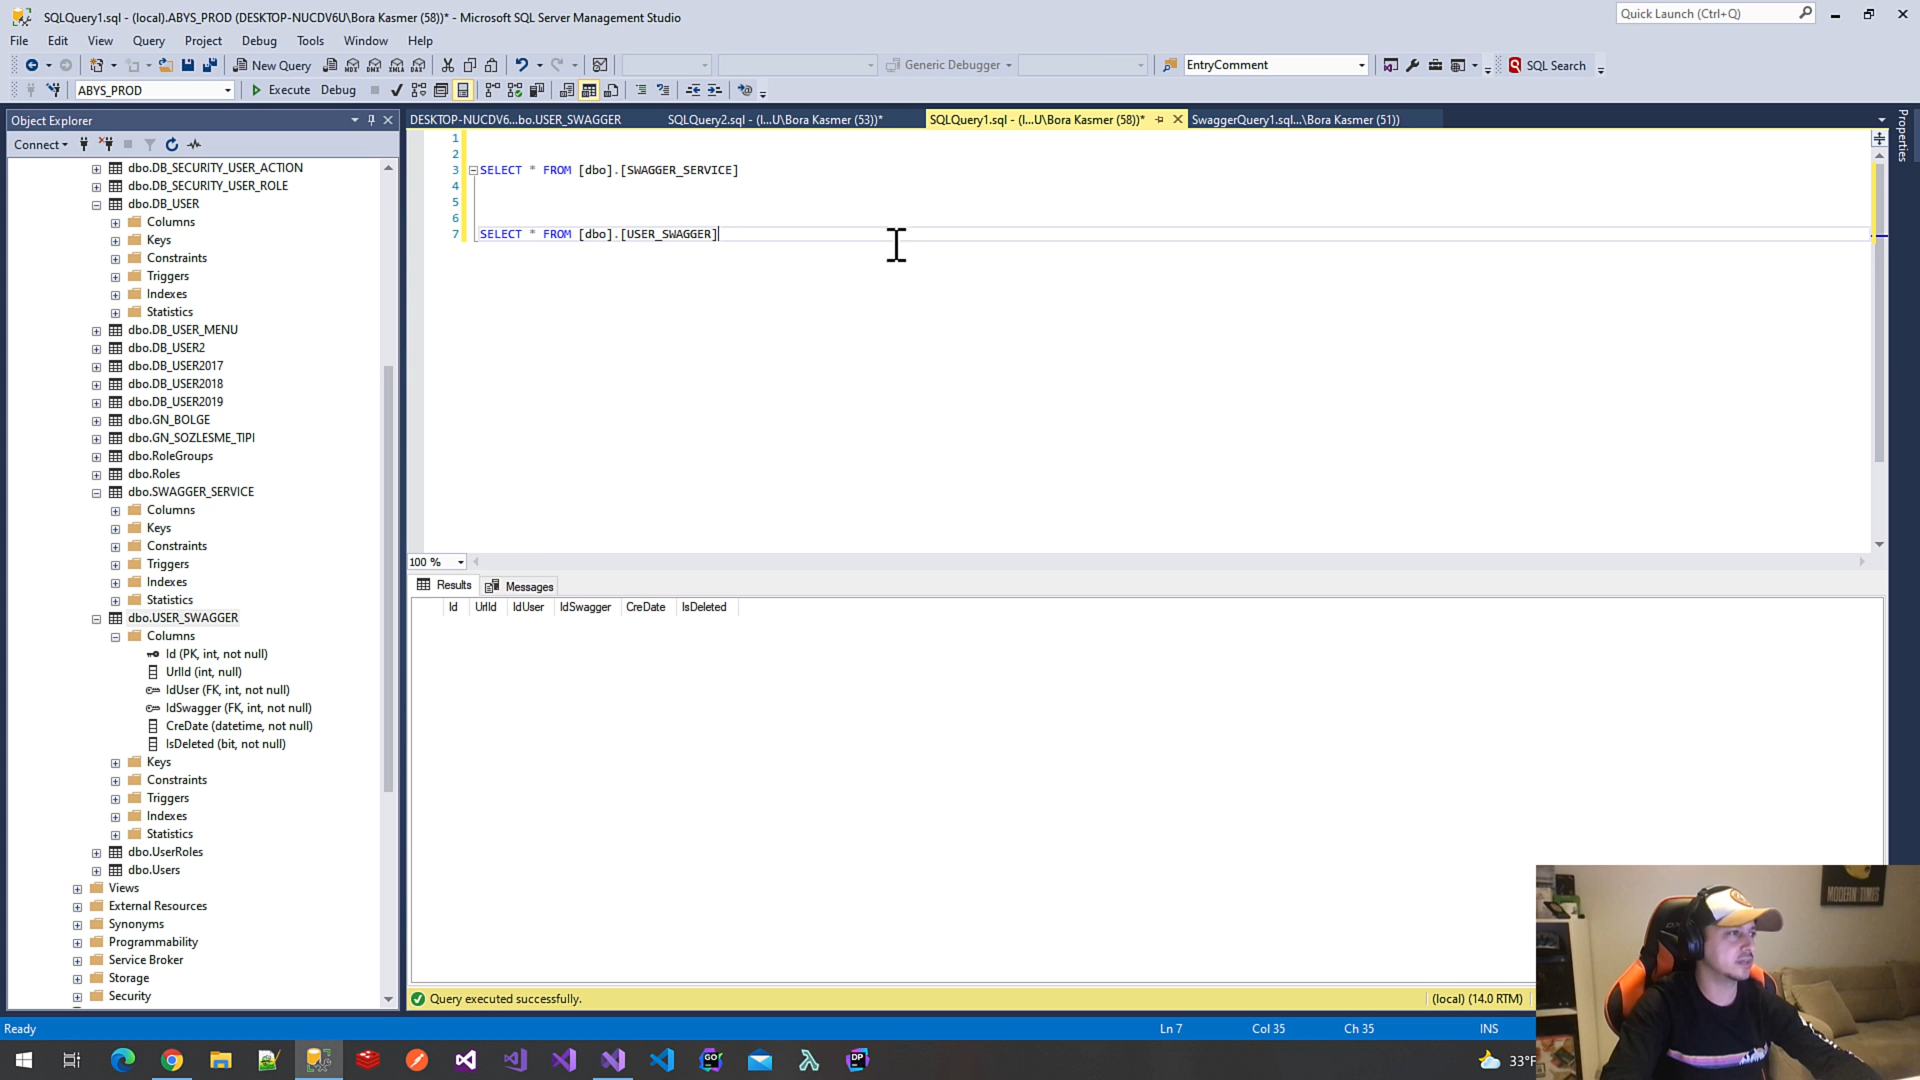 SQLQuery1.sql - (local).ABYS_PROD (DESKTOP-NUCDV6U\Bora Kasmer (58))* - Microsoft SQL Server Management Studio
Quick Launch (Ctrl+Q)
File Edit View Query Project Debug Tools Window Help
New Query
MDX DMX XMLA DAX
Generic Debugger
EntryComment
SQL Search
ABYS_PROD
Execute Debug
Object Explorer
Connect
DESKTOP-NUCDV6...bo.USER_SWAGGER
SQLQuery2.sql - (l...U\Bora Kasmer (53))*
SQLQuery1.sql - (l...U\Bora Kasmer (58))*
SwaggerQuery1.sql...\Bora Kasmer (51))
Properties
dbo.DB_SECURITY_USER_ACTION
dbo.DB_SECURITY_USER_ROLE
dbo.DB_USER
Columns
Keys
Constraints
Triggers
Indexes
Statistics
dbo.DB_USER_MENU
dbo.DB_USER2
dbo.DB_USER2017
dbo.DB_USER2018
dbo.DB_USER2019
dbo.GN_BOLGE
dbo.GN_SOZLESME_TIPI
dbo.RoleGroups
dbo.Roles
dbo.SWAGGER_SERVICE
Columns
Keys
Constraints
Triggers
Indexes
Statistics
dbo.USER_SWAGGER
Columns
Id (PK, int, not null)
UrlId (int, null)
IdUser (FK, int, not null)
IdSwagger (FK, int, not null)
CreDate (datetime, not null)
IsDeleted (bit, not null)
Keys
Constraints
Triggers
Indexes
Statistics
dbo.UserRoles
dbo.Users
Views
External Resources
Synonyms
Programmability
Service Broker
Storage
Security
1
2
3 SELECT * FROM [dbo].[SWAGGER_SERVICE]
4
5
6
7 SELECT * FROM [dbo].[USER_SWAGGER]
100 %
Results Messages
Id UrlId IdUser IdSwagger CreDate IsDeleted
Query executed successfully.
(local) (14.0 RTM)
Ready
Ln 7 Col 35 Ch 35 INS
GO
DP
33°F
MODERN TIMES